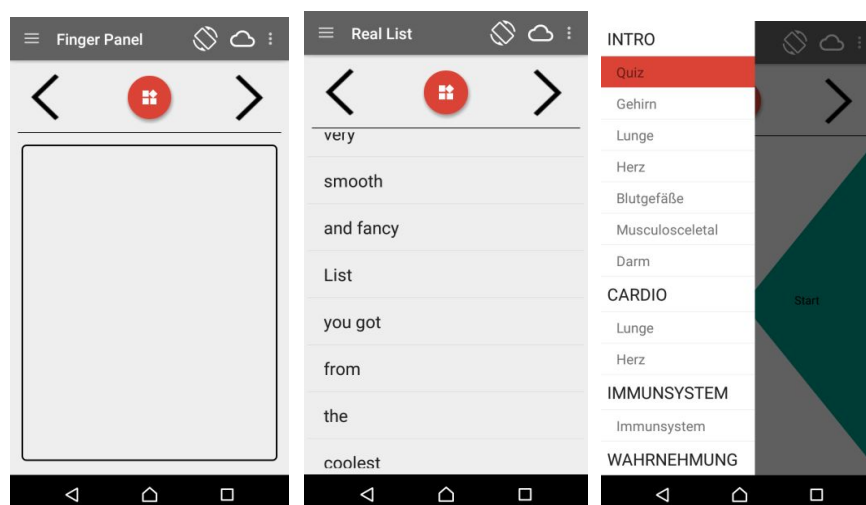 Finger Panel
Real List
very
smooth
and fancy
List
you got
from
the
coolest
INTRO
Quiz
Gehirn
Lunge
Herz
Blutgefäße
Musculosceletal
Darm
CARDIO
Lunge
Herz
IMMUNSYSTEM
Immunsystem
WAHRNEHMUNG
Start